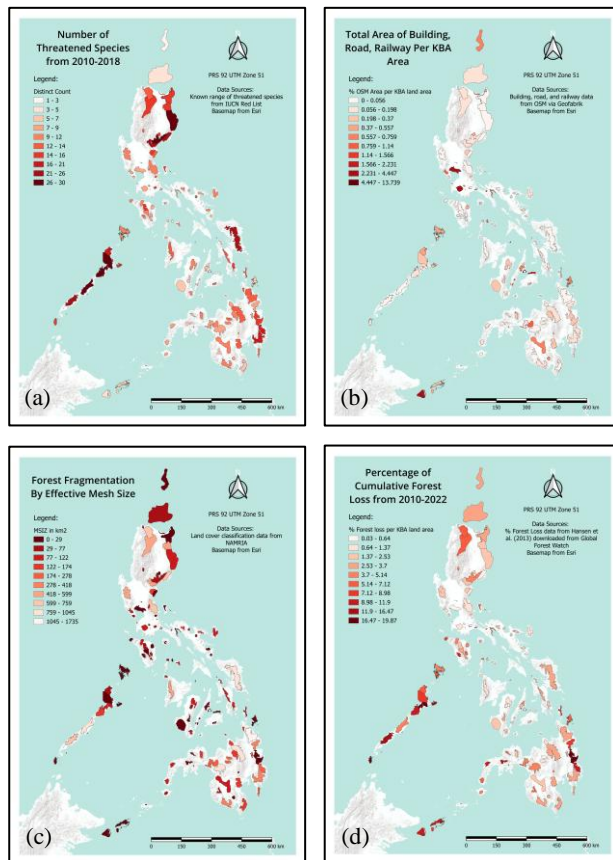 Number of
Threatened Species
from 2010-2018
PRS 92 UTM Zone 51
Legend:
Distinct Count
1 - 3
3 - 5
5 - 7
7 - 9
9 - 12
12 - 14
14 - 16
16 - 21
21 - 26
26 - 30
Data Sources:
Known range of threatened species
from IUCN Red List
Basemap from Esri
0 150 300 450 600 km
(a)
Total Area of Building,
Road, Railway Per KBA
Area
PRS 92 UTM Zone 51
Legend:
% OSM Area per KBA land area
0 - 0.056
0.056 - 0.198
0.198 - 0.37
0.37 - 0.557
0.557 - 0.759
0.759 - 1.14
1.14 - 1.566
1.566 - 2.231
2.231 - 4.447
4.447 - 13.739
Data Sources:
Building, road, and railway data
from OSM via Geofabrik
Basemap from Esri
0 150 300 450 600 km
(b)
Forest Fragmentation
By Effective Mesh Size
PRS 92 UTM Zone 51
Legend:
MSIZ in km2
0 - 29
29 - 77
77 - 122
122 - 174
174 - 278
278 - 418
418 - 599
599 - 759
759 - 1045
1045 - 1735
Data Sources:
Land cover classification data from
NAMRIA
Basemap from Esri
0 150 300 450 600 km
(c)
Percentage of
Cumulative Forest
Loss from 2010-2022
PRS 92 UTM Zone 51
Legend:
% Forest loss per KBA land area
0.03 - 0.64
0.64 - 1.37
1.37 - 2.53
2.53 - 3.7
3.7 - 5.14
5.14 - 7.12
7.12 - 8.98
8.98 - 11.9
11.9 - 16.47
16.47 - 19.87
Data Sources:
% Forest Loss data from Hansen et
al. (2013) downloaded from Global
Forest Watch
Basemap from Esri
0 150 300 450 600 km
(d)